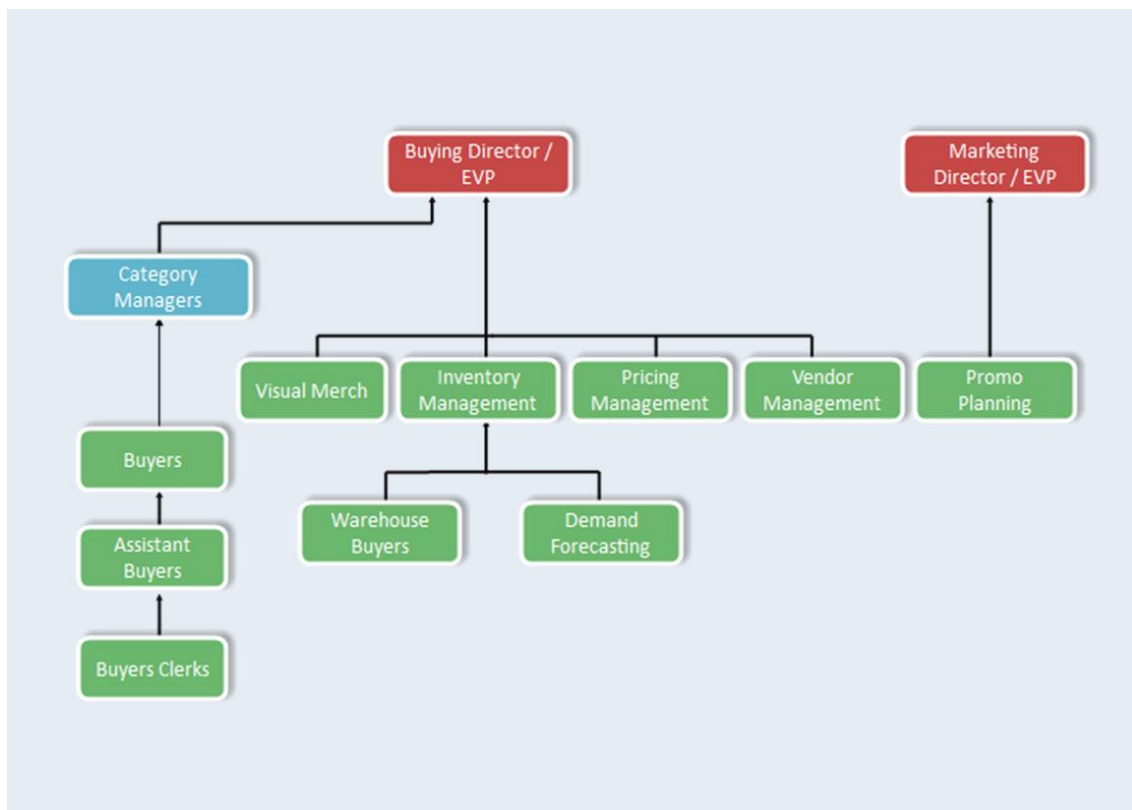 Buying Director /
EVP
Marketing
Director / EVP
Category
Managers
Visual Merch
Inventory
Management
Pricing
Management
Vendor
Management
Promo
Planning
Buyers
Warehouse
Buyers
Demand
Forecasting
Assistant
Buyers
Buyers Clerks